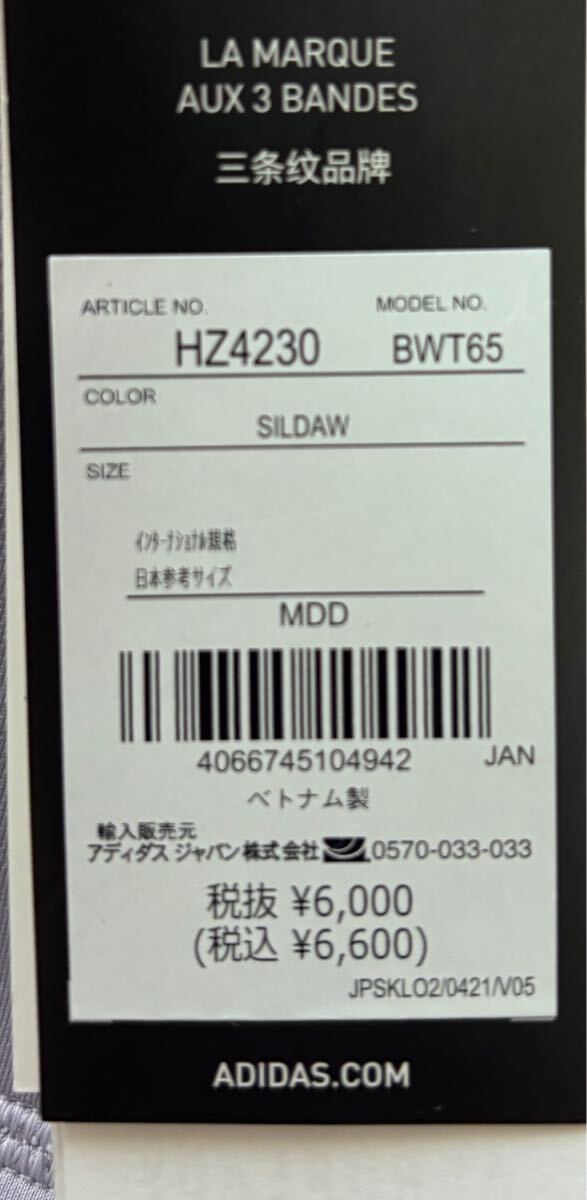 LA MARQUE
AUX 3 BANDES
三条纹品牌
ARTICLE NO. MODEL NO.
HZ4230 BWT65
COLOR
SILDAW
SIZE
ｲﾝﾀｰﾅｼｮﾅﾙ規格
日本参考サイズ
MDD
4066745104942 JAN
ベトナム製
輸入販売元
アディダス ジャパン株式会社 0570-033-033
税抜 ¥6,000
(税込 ¥6,600)
JPSKLO2/0421/V05
ADIDAS.COM